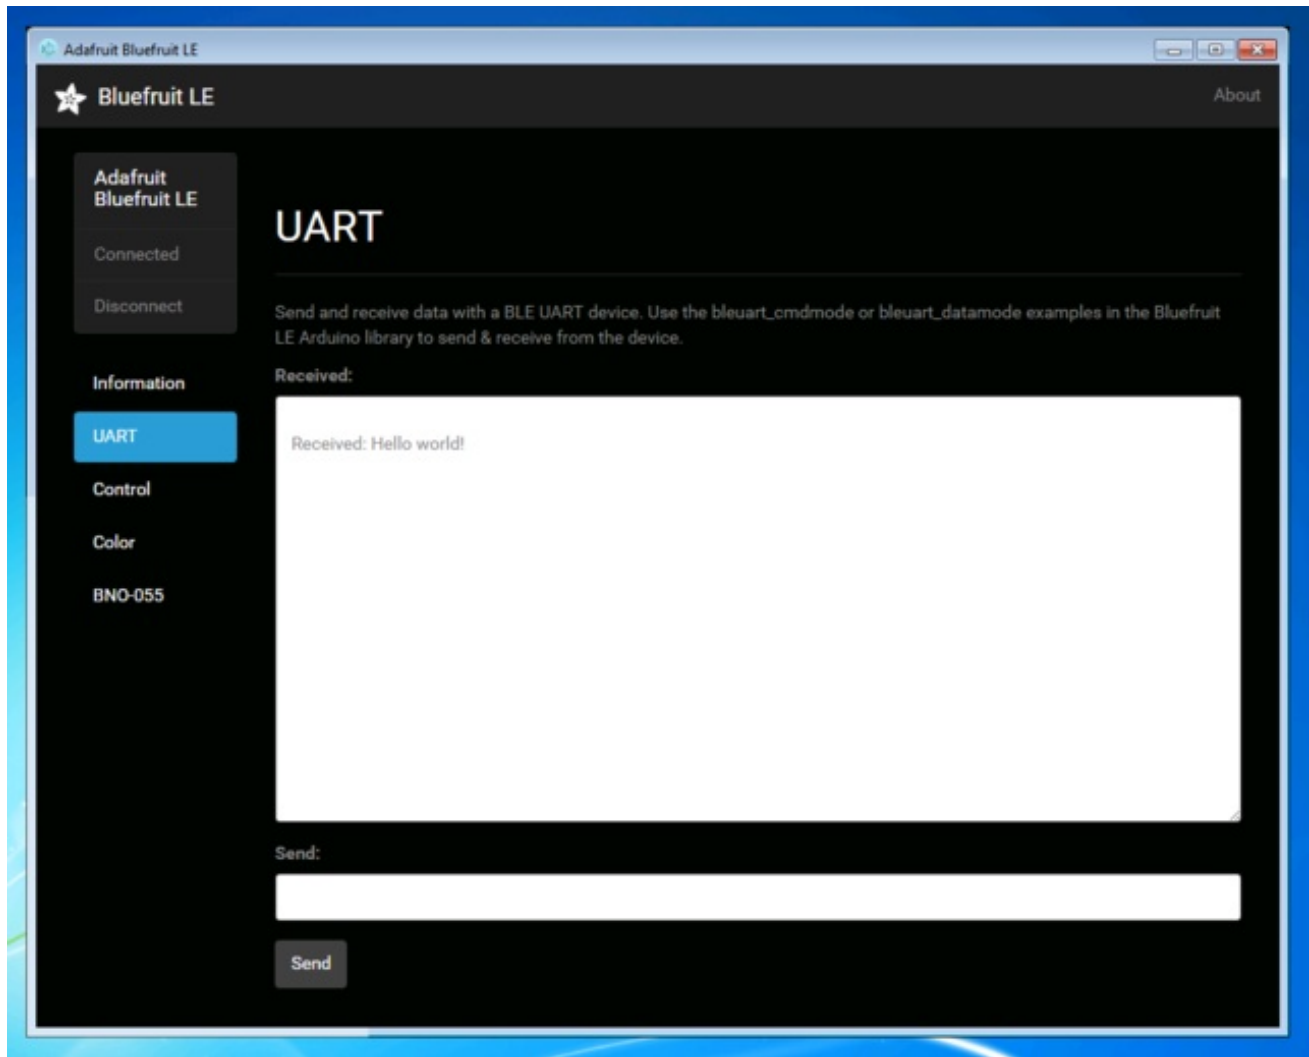 Adafruit Bluefruit LE
Bluefruit LE
About
Adafruit
Bluefruit LE
Connected
Disconnect
Information
UART
Control
Color
BNO-055
UART
Send and receive data with a BLE UART device. Use the bleuart_cmdmode or bleuart_datamode examples in the Bluefruit
LE Arduino library to send & receive from the device.
Received:
Received: Hello world!
Send:
Send